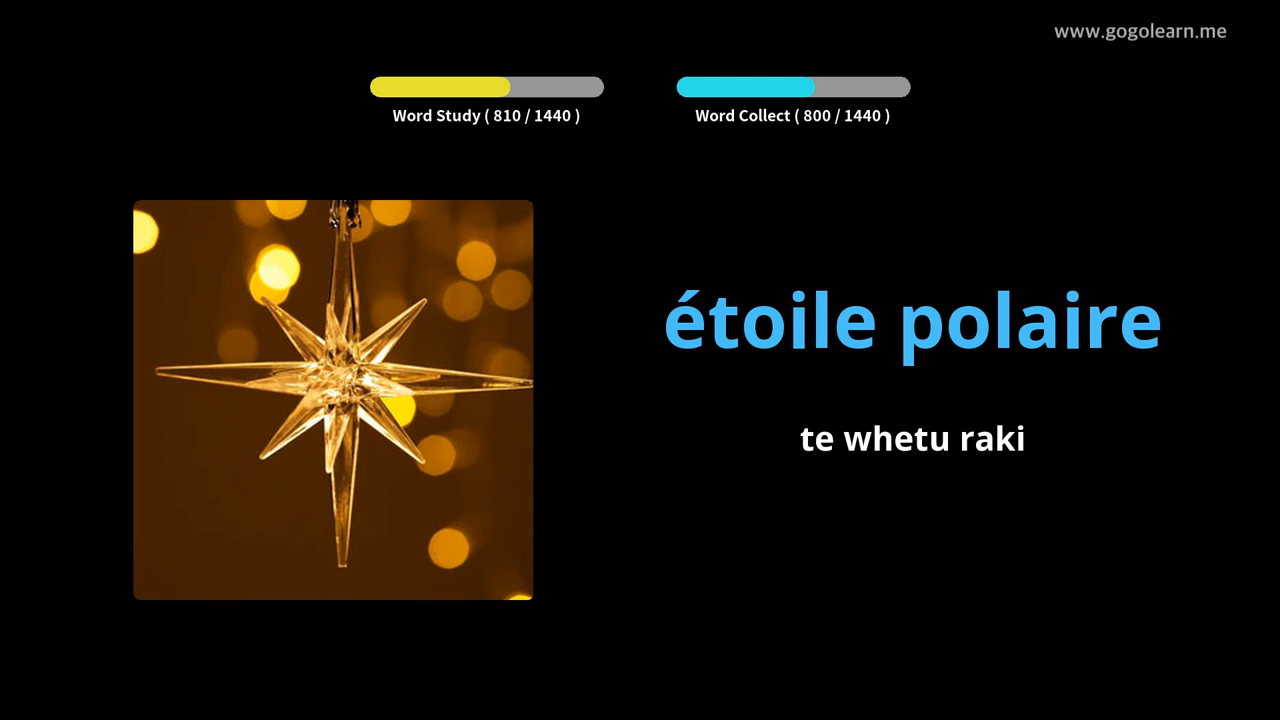 www.gogolearn.me
Word Study ( 810 / 1440 )
Word Collect ( 800 / 1440 )
étoile polaire
te whetu raki